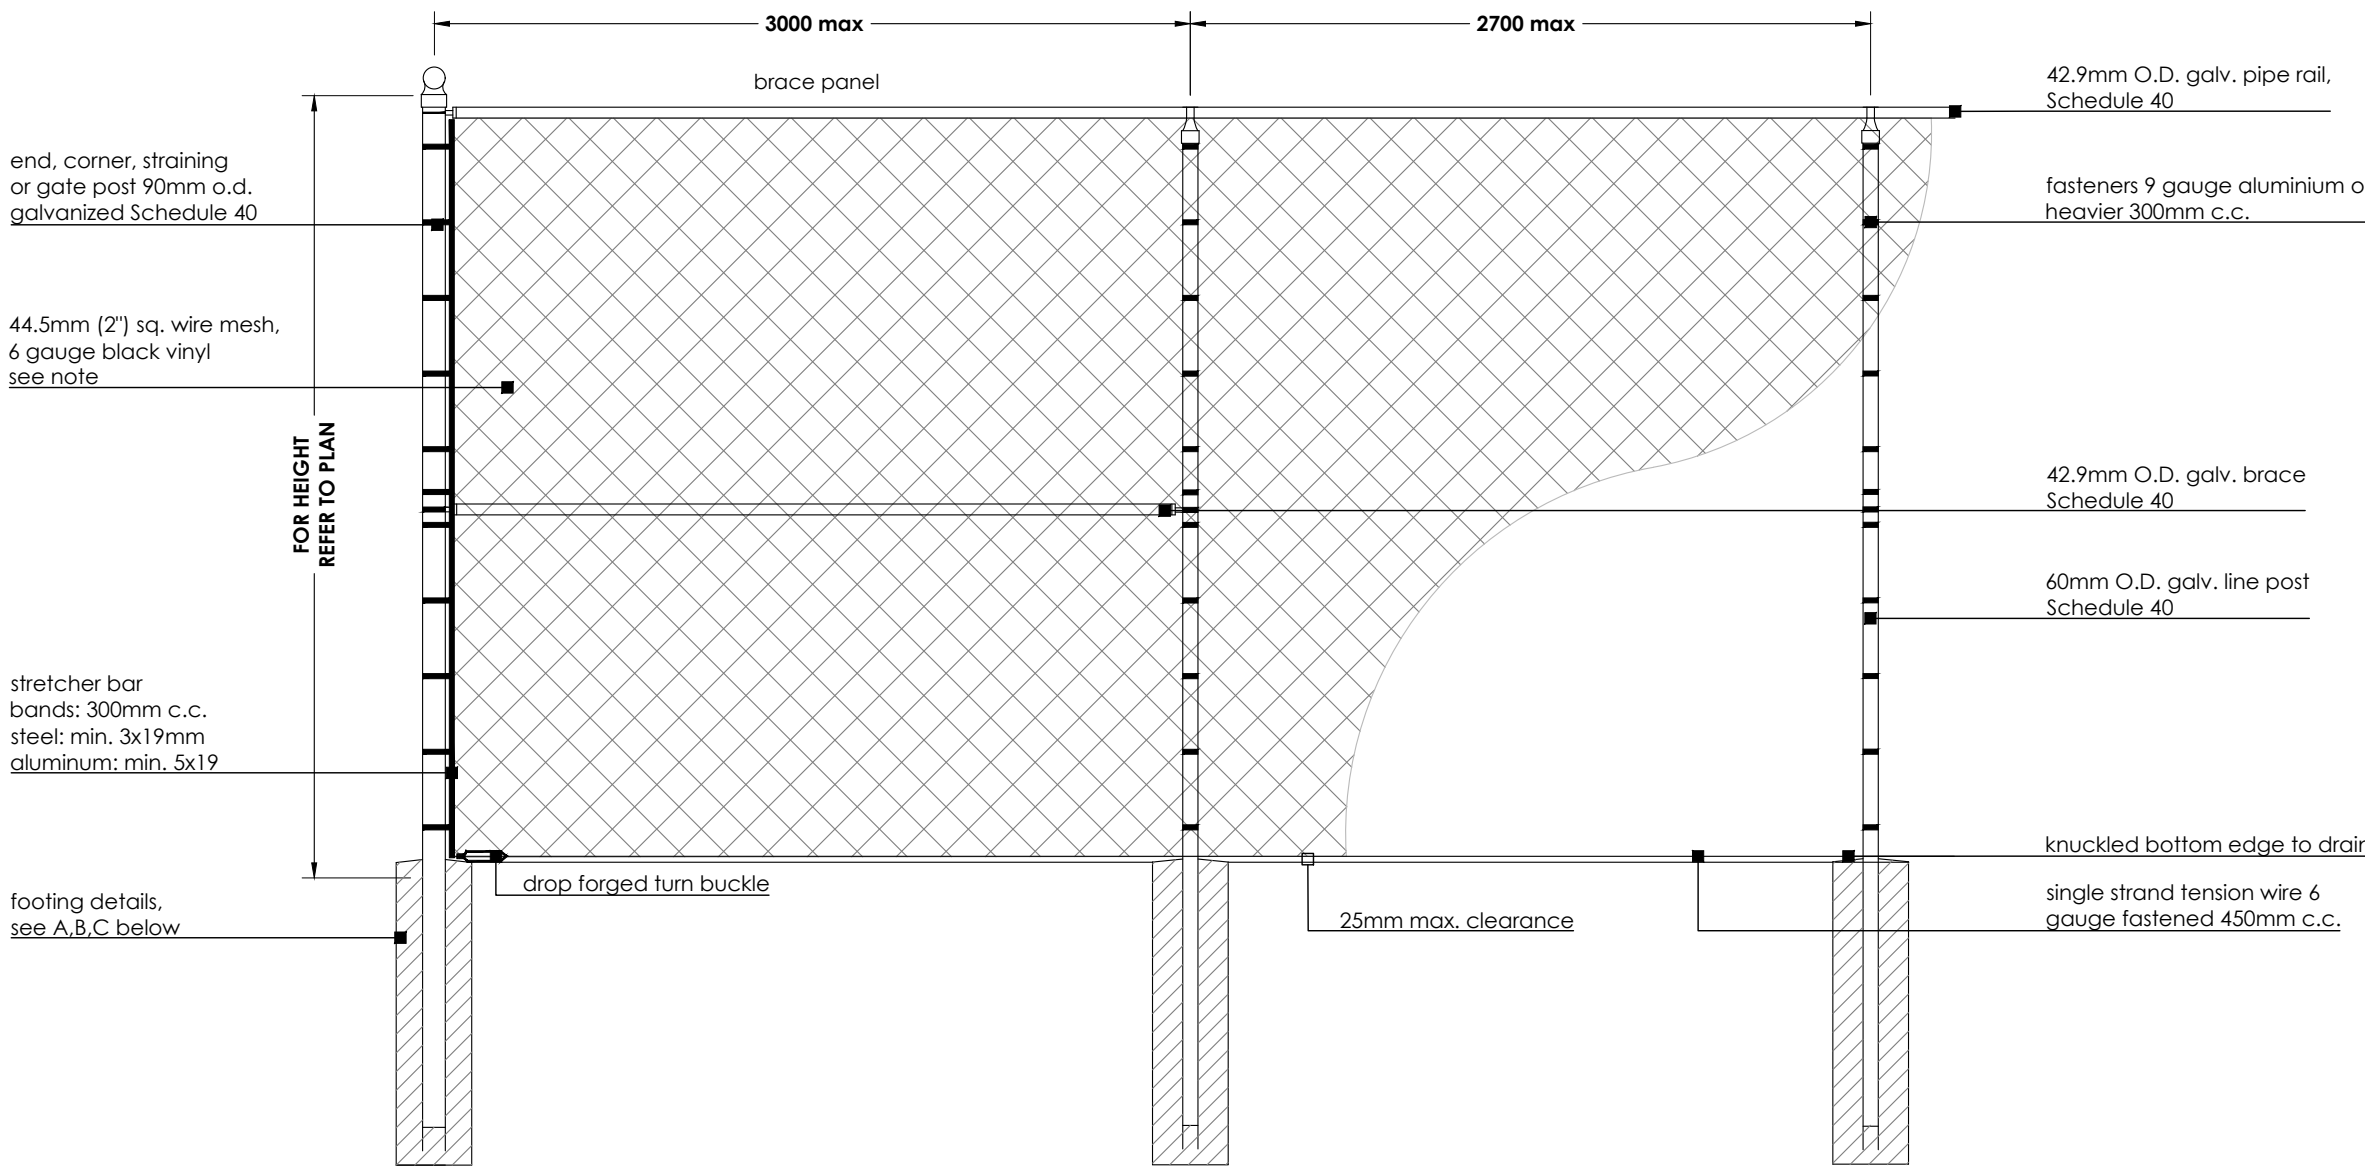 3000 max
2700 max
brace panel
42.9mm O.D. galv. pipe rail,
Schedule 40
end, corner, straining
or gate post 90mm o.d.
galvanized Schedule 40
fasteners 9 gauge aluminium o
heavier 300mm c.c.
44.5mm (2") sq. wire mesh,
6 gauge black vinyl
see note
FOR HEIGHT
REFER TO PLAN
42.9mm O.D. galv. brace
Schedule 40
60mm O.D. galv. line post
Schedule 40
stretcher bar
bands: 300mm c.c.
steel: min. 3x19mm
aluminum: min. 5x19
knuckled bottom edge to drain
drop forged turn buckle
footing details,
see A,B,C below
25mm max. clearance
single strand tension wire 6
gauge fastened 450mm c.c.